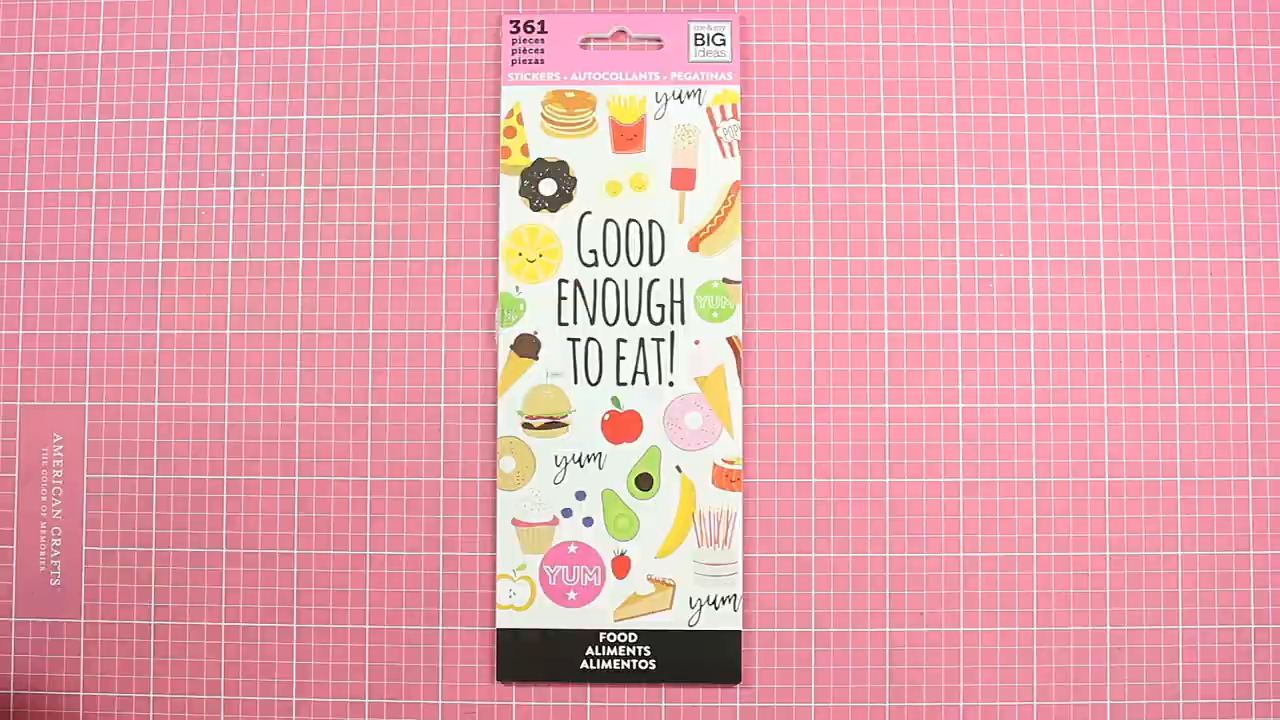 361
pieces
pièces
piezas
me&my
BIG
ideas
STICKERS • AUTOCOLLANTS • PEGATINAS
yum
POP
GOOD
ENOUGH
TO EAT!
YUM
yum
YUM
yum
FOOD
ALIMENTS
ALIMENTOS
AMERICAN CRAFTS™
THE COLOR OF MEMORIES